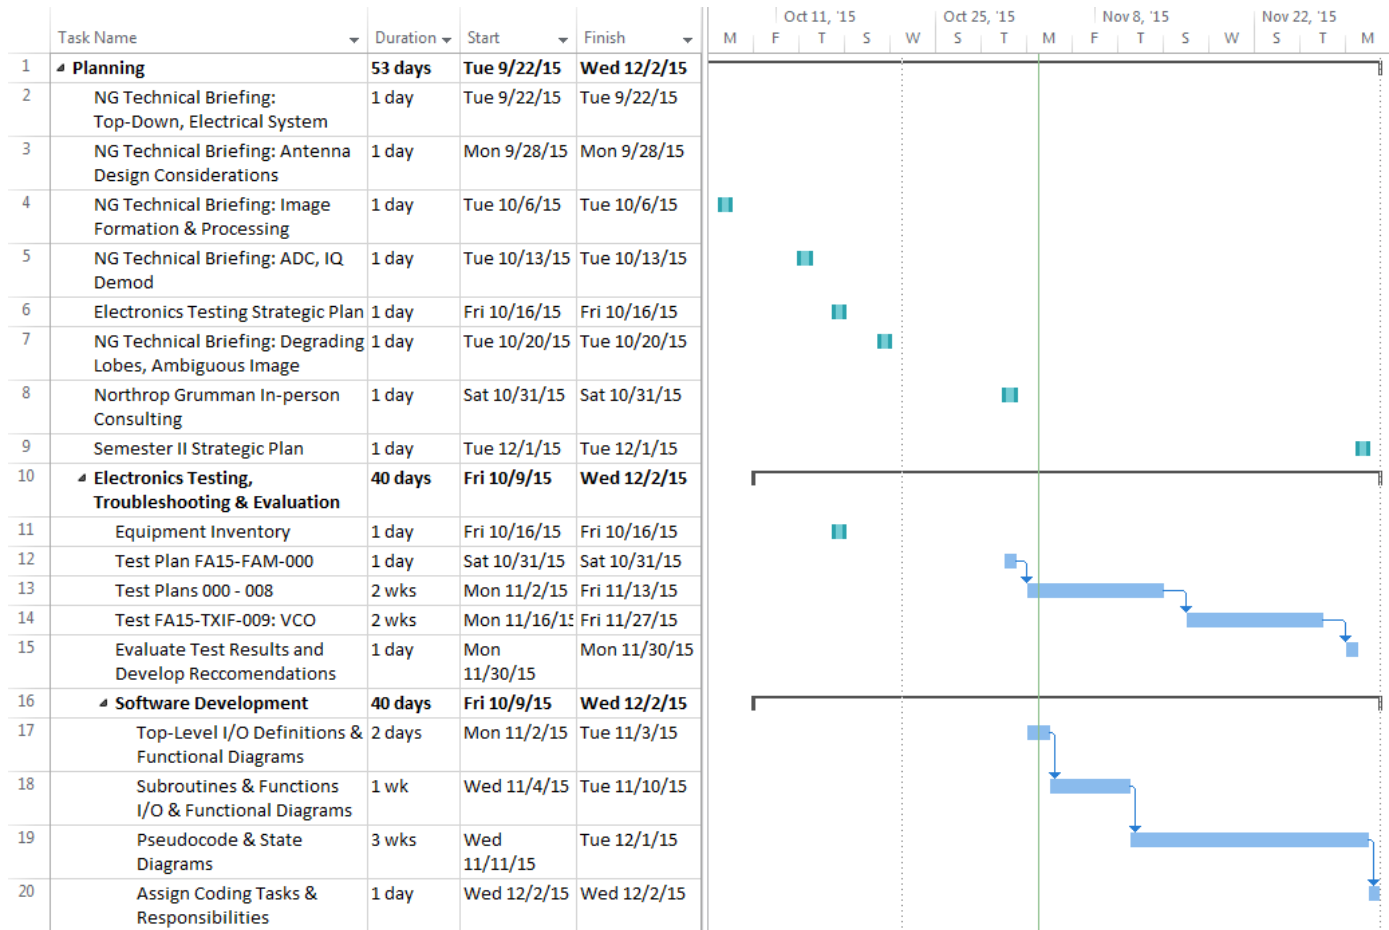 Oct 11, '15 Oct 25, '15 Nov 8, '15 Nov 22, '15
Task Name Duration Start Finish M F T S W S T M F T S W S T M
1 Planning 53 days Tue 9/22/15 Wed 12/2/15
2 NG Technical Briefing: 1 day Tue 9/22/15 Tue 9/22/15
Top-Down, Electrical System
3 NG Technical Briefing: Antenna 1 day Mon 9/28/15 Mon 9/28/15
Design Considerations
4 NG Technical Briefing: Image 1 day Tue 10/6/15 Tue 10/6/15
Formation & Processing
5 NG Technical Briefing: ADC, IQ 1 day Tue 10/13/15 Tue 10/13/15
Demod
6 Electronics Testing Strategic Plan 1 day Fri 10/16/15 Fri 10/16/15
7 NG Technical Briefing: Degrading 1 day Tue 10/20/15 Tue 10/20/15
Lobes, Ambiguous Image
8 Northrop Grumman In-person 1 day Sat 10/31/15 Sat 10/31/15
Consulting
9 Semester II Strategic Plan 1 day Tue 12/1/15 Tue 12/1/15
10 Electronics Testing, 40 days Fri 10/9/15 Wed 12/2/15
Troubleshooting & Evaluation
11 Equipment Inventory 1 day Fri 10/16/15 Fri 10/16/15
12 Test Plan FA15-FAM-000 1 day Sat 10/31/15 Sat 10/31/15
13 Test Plans 000 - 008 2 wks Mon 11/2/15 Fri 11/13/15
14 Test FA15-TXIF-009: VCO 2 wks Mon 11/16/15 Fri 11/27/15
15 Evaluate Test Results and 1 day Mon Mon 11/30/15
Develop Reccomendations 11/30/15
16 Software Development 40 days Fri 10/9/15 Wed 12/2/15
17 Top-Level I/O Definitions & 2 days Mon 11/2/15 Tue 11/3/15
Functional Diagrams
18 Subroutines & Functions 1 wk Wed 11/4/15 Tue 11/10/15
I/O & Functional Diagrams
19 Pseudocode & State 3 wks Wed Tue 12/1/15
Diagrams 11/11/15
20 Assign Coding Tasks & 1 day Wed 12/2/15 Wed 12/2/15
Responsibilities